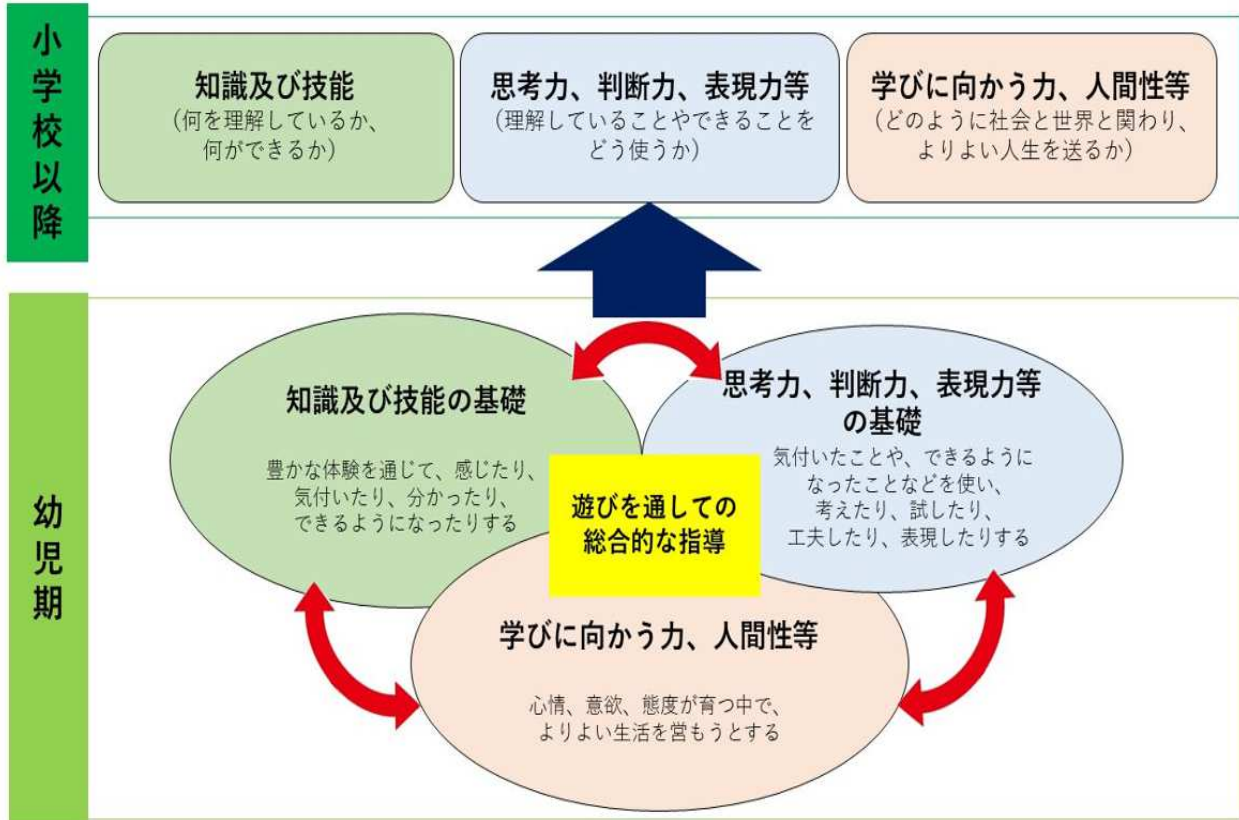 小学校以降
知識及び技能
（何を理解しているか、
何ができるか）
思考力、判断力、表現力等
（理解していることやできることを
どう使うか）
学びに向かう力、人間性等
（どのように社会と世界と関わり、
よりよい人生を送るか）
幼児期
知識及び技能の基礎
豊かな体験を通じて、感じたり、
気付いたり、分かったり、
できるようになったりする
思考力、判断力、表現力等
の基礎
気付いたことや、できるように
なったことなどを使い、
考えたり、試したり、
工夫したり、表現したりする
遊びを通しての
総合的な指導
学びに向かう力、人間性等
心情、意欲、態度が育つ中で、
よりよい生活を営もうとする